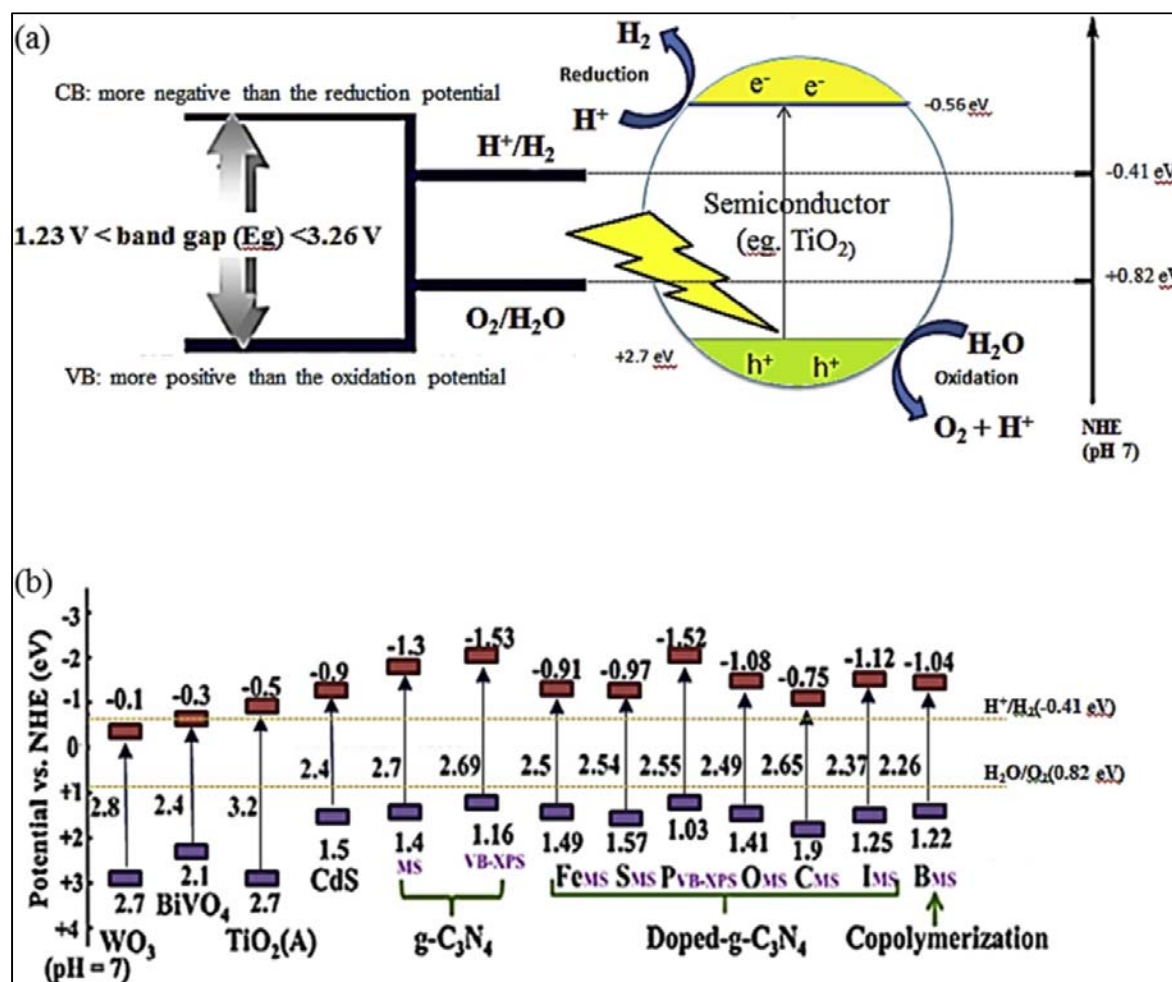 (a)
H₂
Reduction
H⁺
e⁻ e⁻
-0.56 eV
CB: more negative than the reduction potential
H⁺/H₂
-0.41 eV
1.23 V < band gap (Eg) <3.26 V
Semiconductor
(eg. TiO₂)
+0.82 eV
O₂/H₂O
VB: more positive than the oxidation potential
+2.7 eV
h⁺ h⁺
H₂O
Oxidation
O₂ + H⁺
NHE
(pH 7)
(b)
Potential vs. NHE (eV)
-3
-2
-1
0
+1
+2
+3
+4
-0.1 -0.3 -0.5 -0.9 -1.3 -1.53 -0.91 -0.97 -1.52 -1.08 -0.75 -1.12 -1.04
H⁺/H₂(-0.41 eV)
2.8 2.4 3.2 2.4 2.7 2.69 2.5 2.54 2.55 2.49 2.65 2.37 2.26
H₂O/O₂(0.82 eV)
2.7 2.1 2.7 1.5 1.4 1.16 1.49 1.57 1.03 1.41 1.9 1.25 1.22
MS VB-XPS
WO₃ BiVO₄ TiO₂(A) CdS
FeMS SMS PVB-XPS OMS CMS IMS BMS
(pH = 7)
g-C₃N₄ Doped-g-C₃N₄ Copolymerization